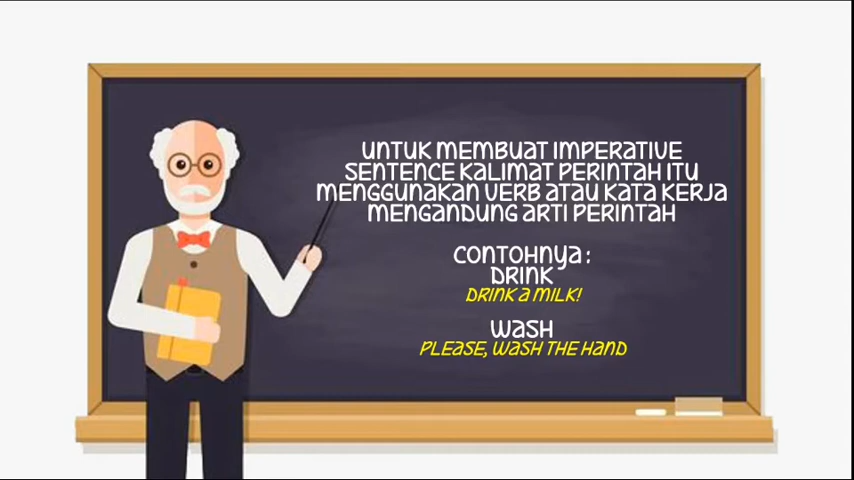 UNTUK MEMBUAT IMPERATIVE
SENTENCE KALIMAT PERINTAH ITU
MENGGUNAKAN VERB ATAU KATA KERJA
MENGANDUNG ARTI PERINTAH
CONTOHNYA :
DRINK
DRINK A MILK!
WASH
PLEASE, WASH THE HAND